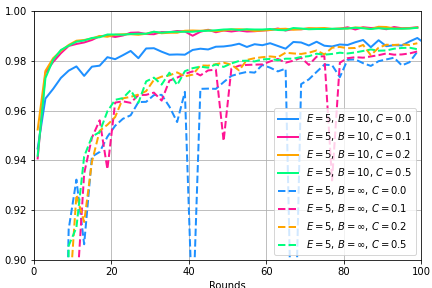 1.00
0.98
0.96
0.94
0.92
0.90
0 20 40 60 80 100
Rounds
E = 5, B = 10, C = 0.0
E = 5, B = 10, C = 0.1
E = 5, B = 10, C = 0.2
E = 5, B = 10, C = 0.5
E = 5, B = ∞, C = 0.0
E = 5, B = ∞, C = 0.1
E = 5, B = ∞, C = 0.2
E = 5, B = ∞, C = 0.5